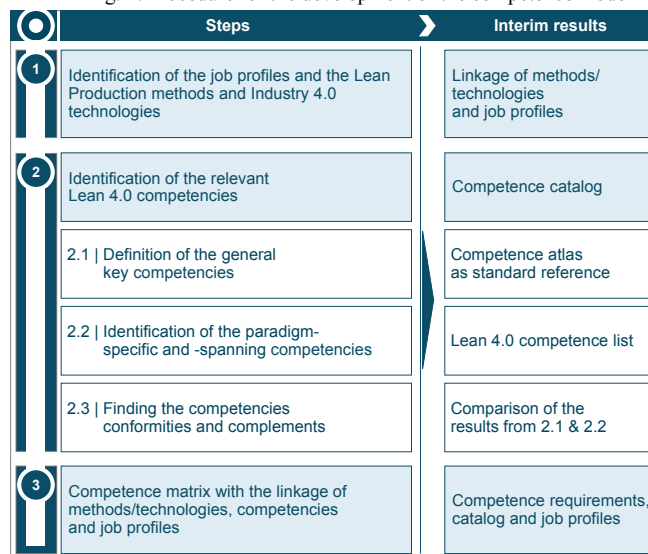 Steps
Interim results
1
Identification of the job profiles and the Lean
Production methods and Industry 4.0
technologies
Linkage of methods/
technologies
and job profiles
2
Identification of the relevant
Lean 4.0 competencies
Competence catalog
2.1 | Definition of the general
key competencies
Competence atlas
as standard reference
2.2 | Identification of the paradigm-
specific and -spanning competencies
Lean 4.0 competence list
2.3 | Finding the competencies
conformities and complements
Comparison of the
results from 2.1 & 2.2
3
Competence matrix with the linkage of
methods/technologies, competencies
and job profiles
Competence requirements,
catalog and job profiles